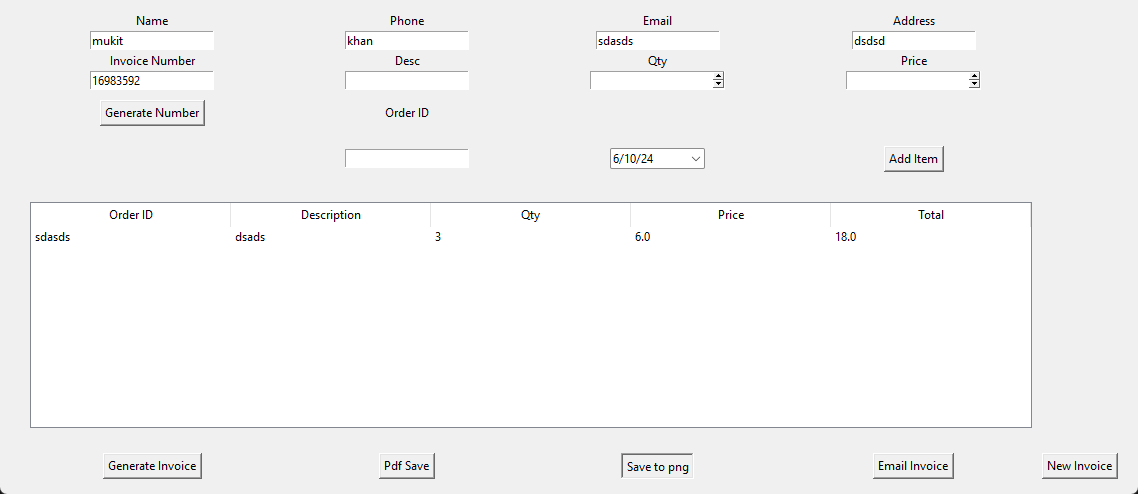 Name Phone Email Address
mukit khan sdasds dsdsd
Invoice Number Desc Qty Price
16983592
Generate Number Order ID
6/10/24 Add Item
Order ID Description Qty Price Total
sdasds dsads 3 6.0 18.0
Generate Invoice Pdf Save Save to png Email Invoice New Invoice